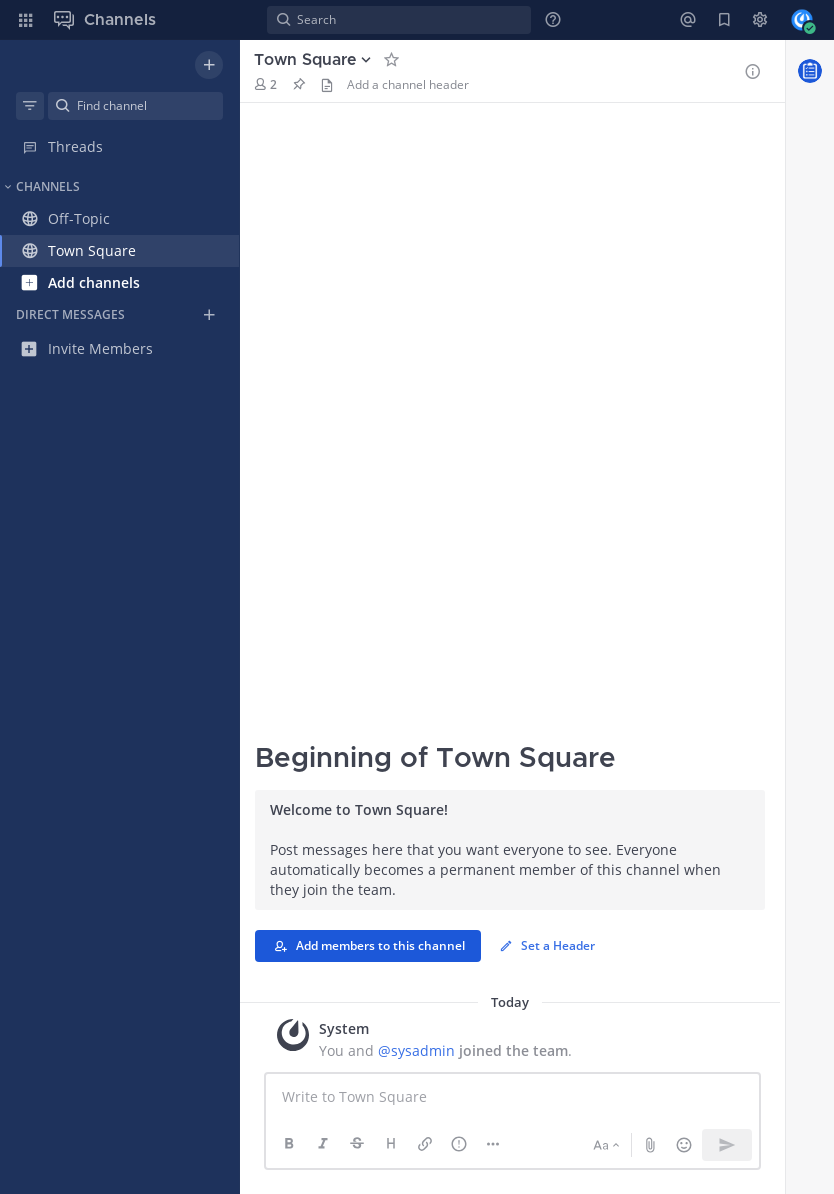 Channels
Search
Find channel
Threads
CHANNELS
Off-Topic
Town Square
Add channels
DIRECT MESSAGES
Invite Members
Town Square
2
Add a channel header
Beginning of Town Square
Welcome to Town Square!
Post messages here that you want everyone to see. Everyone
automatically becomes a permanent member of this channel when
they join the team.
Add members to this channel
Set a Header
Today
System
You and @sysadmin joined the team.
Write to Town Square
B I S H
Aa